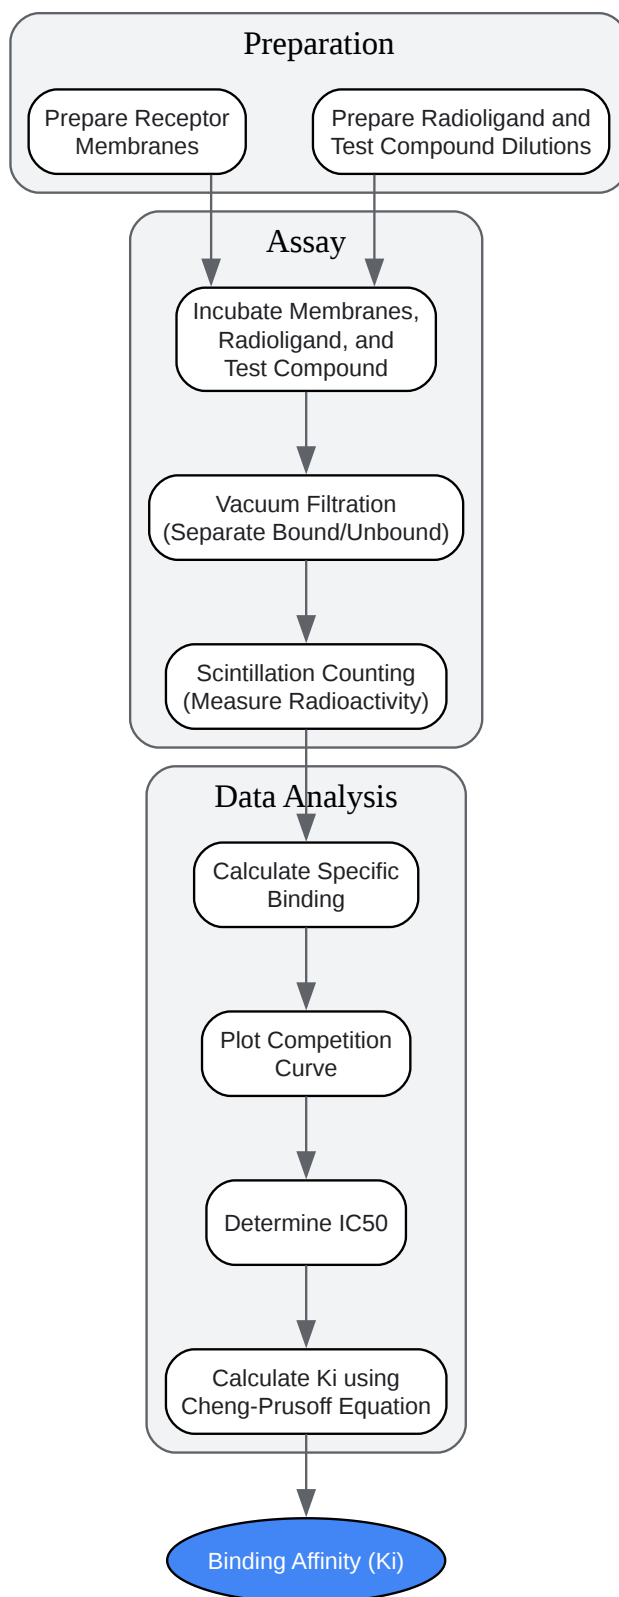 Preparation
Prepare Receptor
Membranes
Prepare Radioligand and
Test Compound Dilutions
Assay
Incubate Membranes,
Radioligand, and
Test Compound
Vacuum Filtration
(Separate Bound/Unbound)
Scintillation Counting
(Measure Radioactivity)
Data Analysis
Calculate Specific
Binding
Plot Competition
Curve
Determine IC50
Calculate Ki using
Cheng-Prusoff Equation
Binding Affinity (Ki)